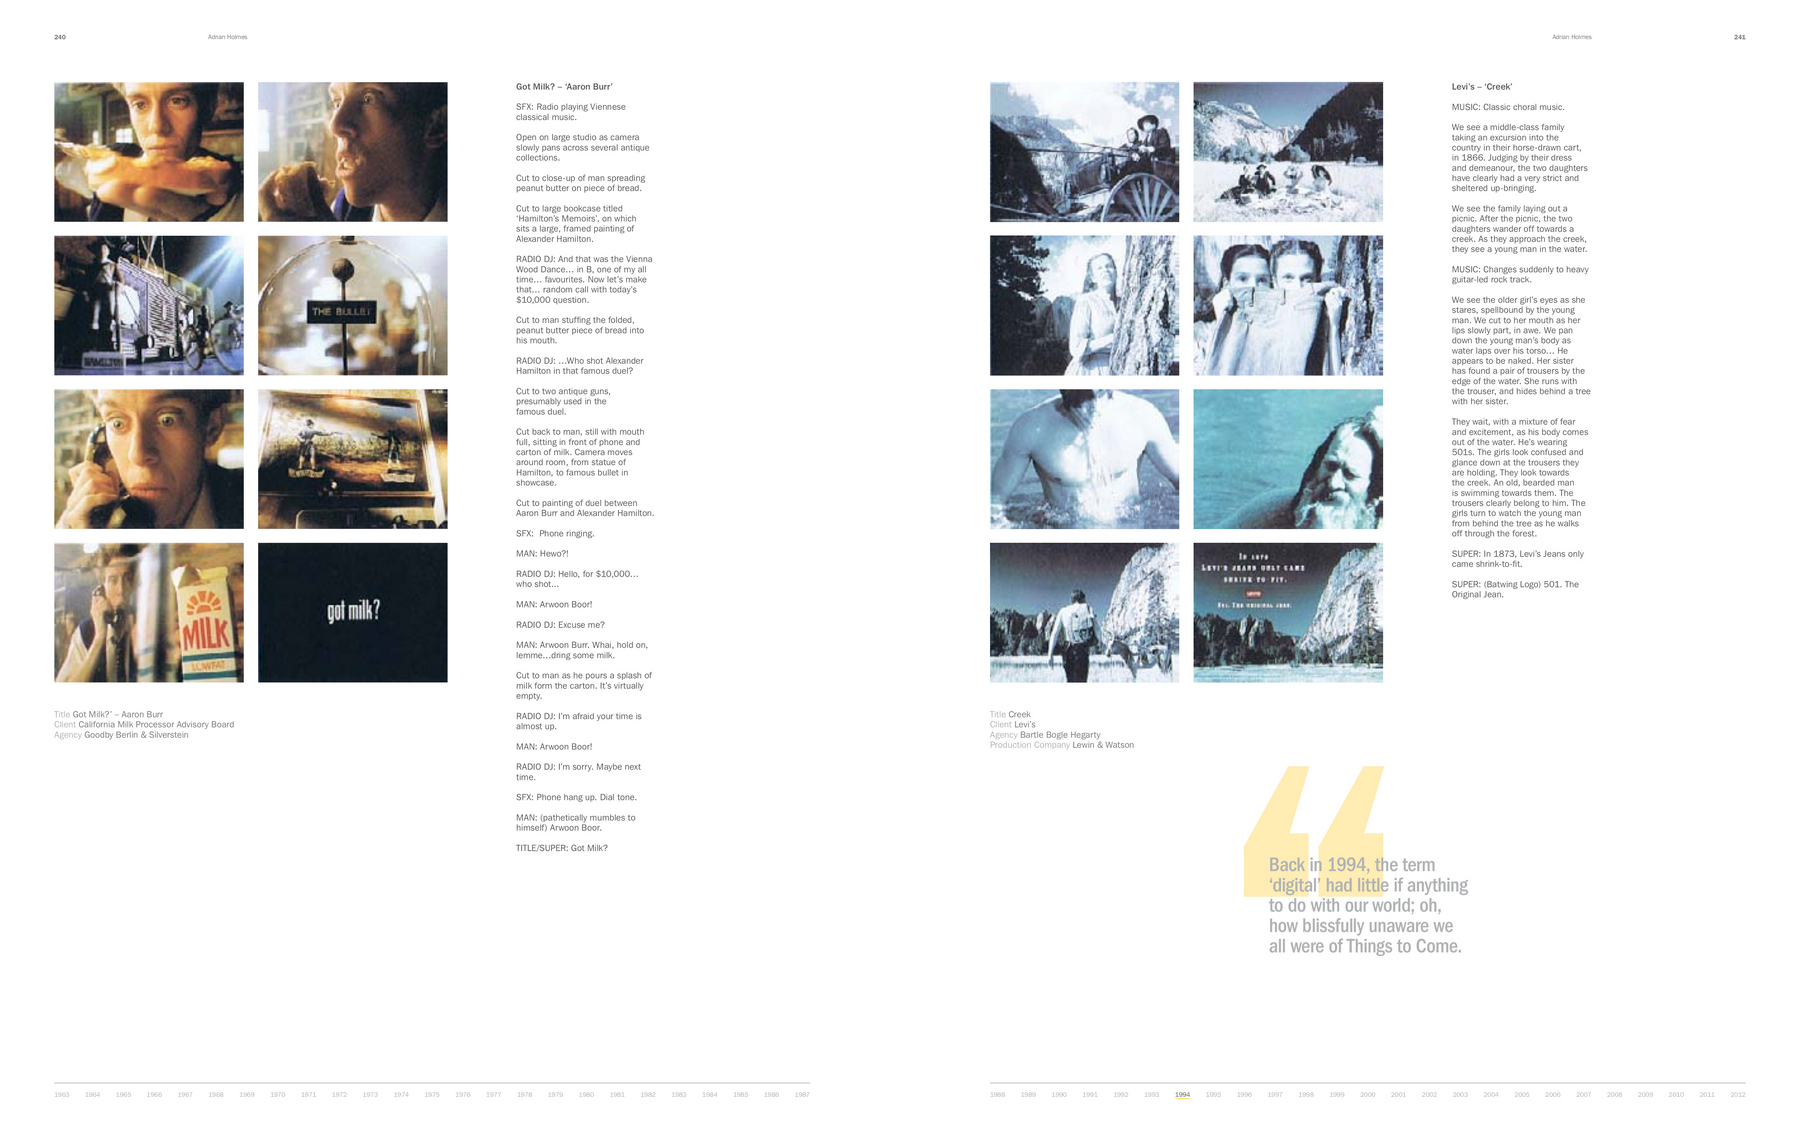 240
Adrian Holmes
THE BULLET
HAMILTON
MILK
LOWFAT
got milk?
Title Got Milk?’ – Aaron Burr
Client California Milk Processor Advisory Board
Agency Goodby Berlin & Silverstein
Got Milk? – ‘Aaron Burr’
SFX: Radio playing Viennese
classical music.
Open on large studio as camera
slowly pans across several antique
collections.
Cut to close-up of man spreading
peanut butter on piece of bread.
Cut to large bookcase titled
‘Hamilton’s Memoirs’, on which
sits a large, framed painting of
Alexander Hamilton.
RADIO DJ: And that was the Vienna
Wood Dance… in B, one of my all
time… favourites. Now let’s make
that… random call with today’s
$10,000 question.
Cut to man stuffing the folded,
peanut butter piece of bread into
his mouth.
RADIO DJ: …Who shot Alexander
Hamilton in that famous duel?
Cut to two antique guns,
presumably used in the
famous duel.
Cut back to man, still with mouth
full, sitting in front of phone and
carton of milk. Camera moves
around room, from statue of
Hamilton, to famous bullet in
showcase.
Cut to painting of duel between
Aaron Burr and Alexander Hamilton.
SFX:  Phone ringing.
MAN: Hewo?!
RADIO DJ: Hello, for $10,000…
who shot…
MAN: Arwoon Boor!
RADIO DJ: Excuse me?
MAN: Arwoon Burr. Whai, hold on,
lemme…dring some milk.
Cut to man as he pours a splash of
milk form the carton. It’s virtually
empty.
RADIO DJ: I’m afraid your time is
almost up.
MAN: Arwoon Boor!
RADIO DJ: I’m sorry. Maybe next
time.
SFX: Phone hang up. Dial tone.
MAN: (pathetically mumbles to
himself) Arwoon Boor.
TITLE/SUPER: Got Milk?
1963 1964 1965 1966 1967 1968 1969 1970 1971 1972 1973 1974 1975 1976 1977 1978 1979 1980 1981 1982 1983 1984 1985 1986 1987
Adrian Holmes
241
In 1873
LEVI'S JEANS ONLY CAME
SHRINK-TO-FIT.
501. THE ORIGINAL JEAN.
Title Creek
Client Levi’s
Agency Bartle Bogle Hegarty
Production Company Lewin & Watson
Levi’s – ‘Creek’
MUSIC: Classic choral music.
We see a middle-class family
taking an excursion into the
country in their horse-drawn cart,
in 1866. Judging by their dress
and demeanour, the two daughters
have clearly had a very strict and
sheltered up-bringing.
We see the family laying out a
picnic. After the picnic, the two
daughters wander off towards a
creek. As they approach the creek,
they see a young man in the water.
MUSIC: Changes suddenly to heavy
guitar-led rock track.
We see the older girl’s eyes as she
stares, spellbound by the young
man. We cut to her mouth as her
lips slowly part, in awe. We pan
down the young man’s body as
water laps over his torso… He
appears to be naked. Her sister
has found a pair of trousers by the
edge of the water. She runs with
the trouser, and hides behind a tree
with her sister.
They wait, with a mixture of fear
and excitement, as his body comes
out of the water. He’s wearing
501s. The girls look confused and
glance down at the trousers they
are holding. They look towards
the creek. An old, bearded man
is swimming towards them. The
trousers clearly belong to him. The
girls turn to watch the young man
from behind the tree as he walks
off through the forest.
SUPER: In 1873, Levi’s Jeans only
came shrink-to-fit.
SUPER: (Batwing Logo) 501. The
Original Jean.
“
Back in 1994, the term
‘digital’ had little if anything
to do with our world; oh,
how blissfully unaware we
all were of Things to Come.
1988 1989 1990 1991 1992 1993 1994 1995 1996 1997 1998 1999 2000 2001 2002 2003 2004 2005 2006 2007 2008 2009 2010 2011 2012